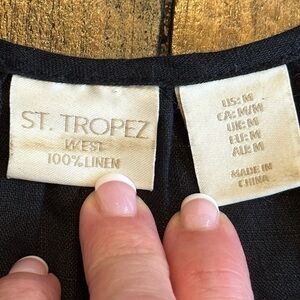 ST. TROPEZ
WEST
100% LINEN
US: M
CA: M/M
UK: M
EU: M
AU: M
MADE IN
CHINA